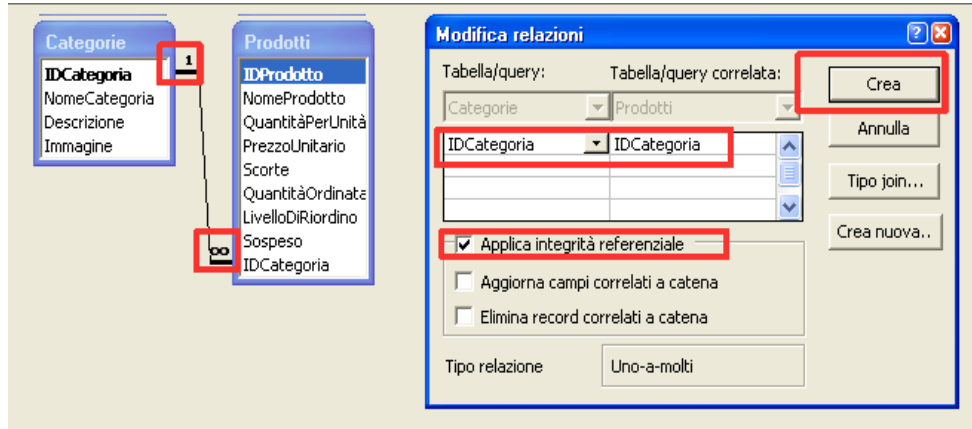 Categorie
IDCategoria
NomeCategoria
Descrizione
Immagine
1
∞
Prodotti
IDProdotto
NomeProdotto
QuantitàPerUnità
PrezzoUnitario
Scorte
QuantitàOrdinata
LivelloDiRiordino
Sospeso
IDCategoria
Modifica relazioni
Tabella/query: Tabella/query correlata:
Categorie Prodotti
IDCategoria IDCategoria
Applica integrità referenziale
Aggiorna campi correlati a catena
Elimina record correlati a catena
Tipo relazione Uno-a-molti
Crea
Annulla
Tipo join...
Crea nuova..